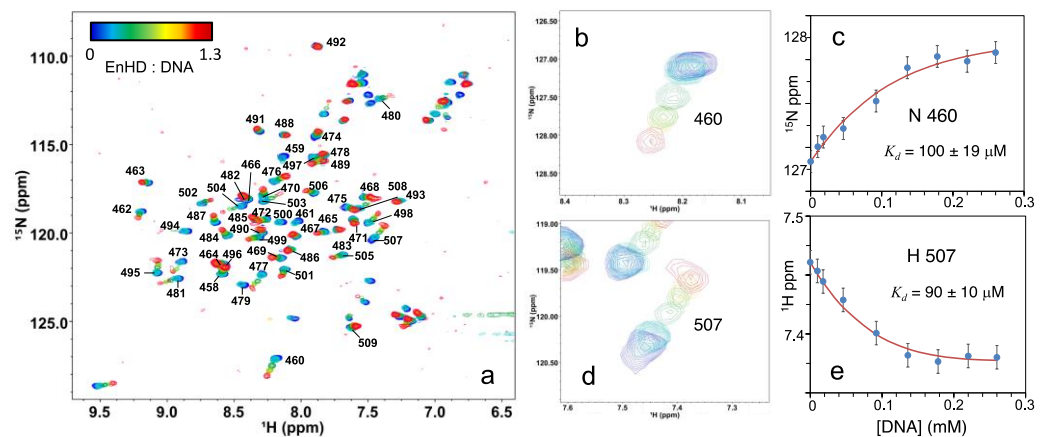 0 1.3
EnHD : DNA
110.0
115.0
120.0
125.0
¹⁵N (ppm)
9.5 9.0 8.5 8.0 7.5 7.0 6.5
¹H (ppm)
492
480
491 488
474
459
497 478
489
463
466 476
482
470
506
468 508
502 504
503
475 493
462
487
485 472 500 461 465
498
494
490
467
484 499
471
507
473
483
505
464 496 469
486
495
458
477
501
481
479
509
460
a
b
126.50
127.00
127.50
128.00
128.50
¹⁵N (ppm)
8.4 8.3 8.2 8.1
¹H (ppm)
460
119.00
119.50
120.00
120.50
¹⁵N (ppm)
7.6 7.5 7.4 7.3
¹H (ppm)
507
d
c
128
127
¹⁵N ppm
N 460
Kd = 100 ± 19 μM
7.5
7.4
¹H ppm
H 507
Kd = 90 ± 10 μM
e
0 0.1 0.2 0.3
[DNA] (mM)